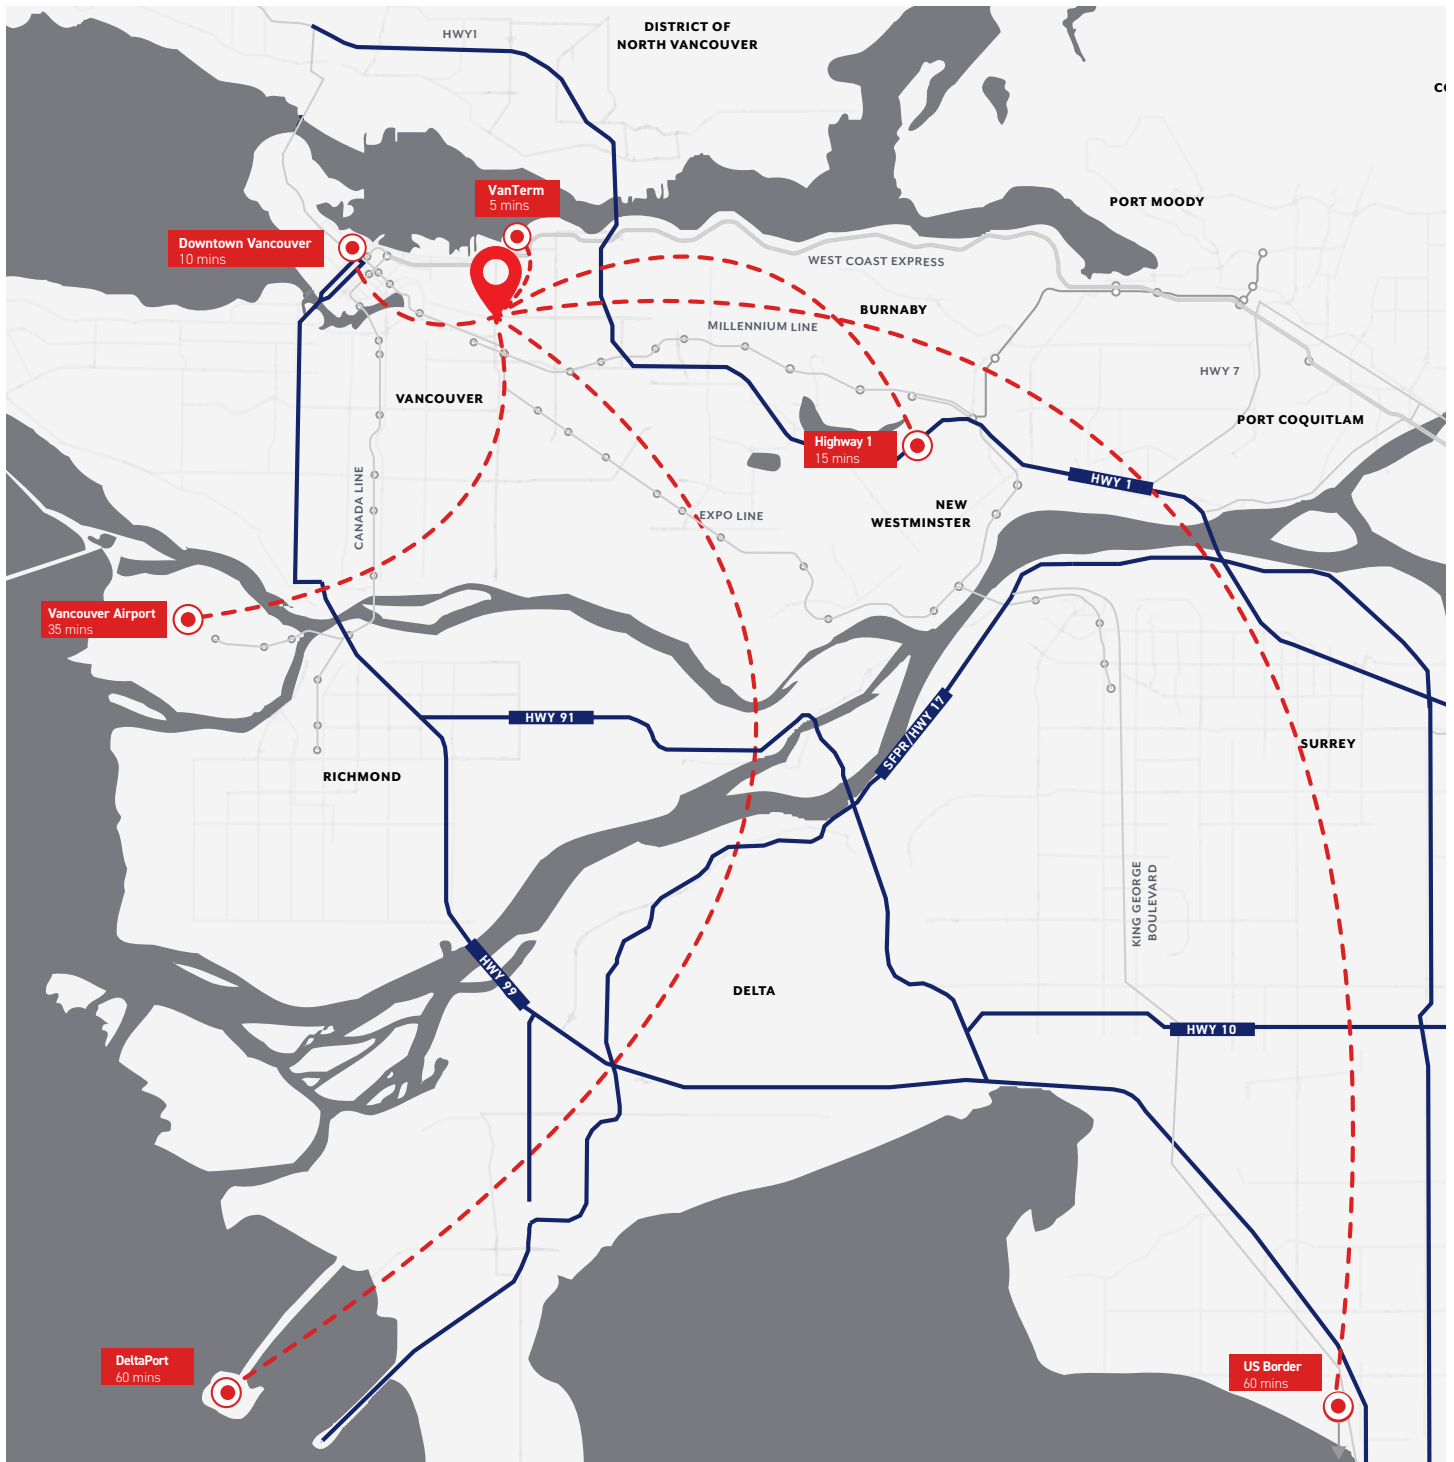 DISTRICT OF
NORTH VANCOUVER
HWY1
CO
VanTerm
5 mins
PORT MOODY
Downtown Vancouver
10 mins
WEST COAST EXPRESS
BURNABY
MILLENNIUM LINE
HWY 7
VANCOUVER
PORT COQUITLAM
Highway 1
15 mins
HWY 1
CANADA LINE
EXPO LINE
NEW
WESTMINSTER
Vancouver Airport
35 mins
HWY 91
SFPR/HWY 17
SURREY
RICHMOND
KING GEORGE
BOULEVARD
HWY 99
DELTA
HWY 10
DeltaPort
60 mins
US Border
60 mins